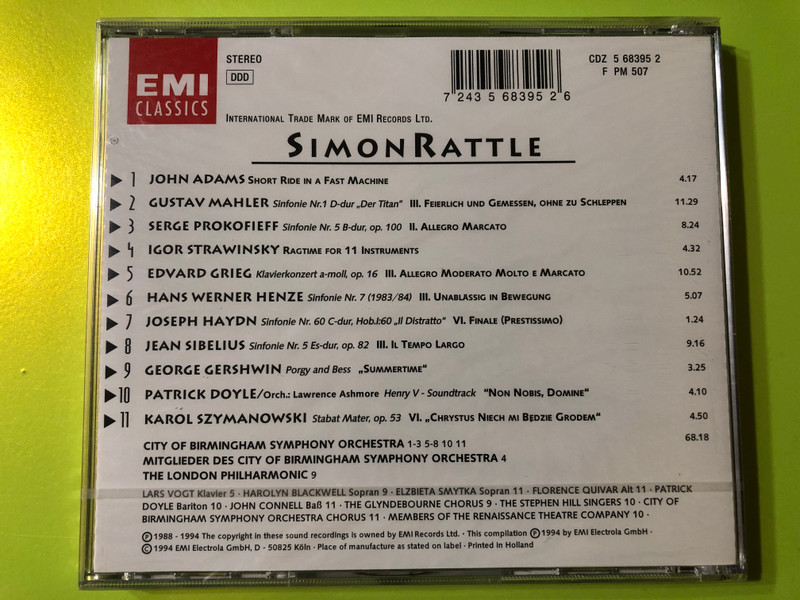 EMI
CLASSICS
STEREO
DDD
7 243 5 68395 2 6
CDZ 5 68395 2
F PM 507
INTERNATIONAL TRADE MARK OF EMI RECORDS LTD.
SIMON RATTLE
1 JOHN ADAMS SHORT RIDE IN A FAST MACHINE 4.17
2 GUSTAV MAHLER Sinfonie Nr.1 D-dur „Der Titan" III. FEIERLICH UND GEMESSEN, OHNE ZU SCHLEPPEN 11.29
3 SERGE PROKOFIEFF Sinfonie Nr. 5 B-dur, op. 100 II. ALLEGRO MARCATO 8.24
4 IGOR STRAWINSKY RAGTIME FOR 11 INSTRUMENTS 4.32
5 EDVARD GRIEG Klavierkonzert a-moll, op. 16 III. ALLEGRO MODERATO MOLTO E MARCATO 10.52
6 HANS WERNER HENZE Sinfonie Nr. 7 (1983/84) III. UNABLÄSSIG IN BEWEGUNG 5.07
7 JOSEPH HAYDN Sinfonie Nr. 60 C-dur, Hob.I:60 „Il Distratto" VI. FINALE (PRESTISSIMO) 1.24
8 JEAN SIBELIUS Sinfonie Nr. 5 Es-dur, op. 82 III. IL TEMPO LARGO 9.16
9 GEORGE GERSHWIN Porgy and Bess „SUMMERTIME" 3.25
10 PATRICK DOYLE/Orch.: Lawrence Ashmore Henry V - Soundtrack "NON NOBIS, DOMINE" 4.10
11 KAROL SZYMANOWSKI Stabat Mater, op. 53 VI. „CHRYSTUS NIECH MI BĘDZIE GRODEM" 4.50
68.18
CITY OF BIRMINGHAM SYMPHONY ORCHESTRA 1-3 5-8 10 11
MITGLIEDER DES CITY OF BIRMINGHAM SYMPHONY ORCHESTRA 4
THE LONDON PHILHARMONIC 9
LARS VOGT Klavier 5 · HAROLYN BLACKWELL Sopran 9 · ELZBIETA SMYTKA Sopran 11 · FLORENCE QUIVAR Alt 11 · PATRICK
DOYLE Bariton 10 · JOHN CONNELL Baß 11 · THE GLYNDEBOURNE CHORUS 9 · THE STEPHEN HILL SINGERS 10 · CITY OF
BIRMINGHAM SYMPHONY ORCHESTRA CHORUS 11 · MEMBERS OF THE RENAISSANCE THEATRE COMPANY 10 ·
Ⓟ 1988 - 1994 The copyright in these sound recordings is owned by EMI Records Ltd. · This compilation Ⓟ 1994 by EMI Electrola GmbH ·
© 1994 EMI Electrola GmbH, D - 50825 Köln · Place of manufacture as stated on label · Printed in Holland